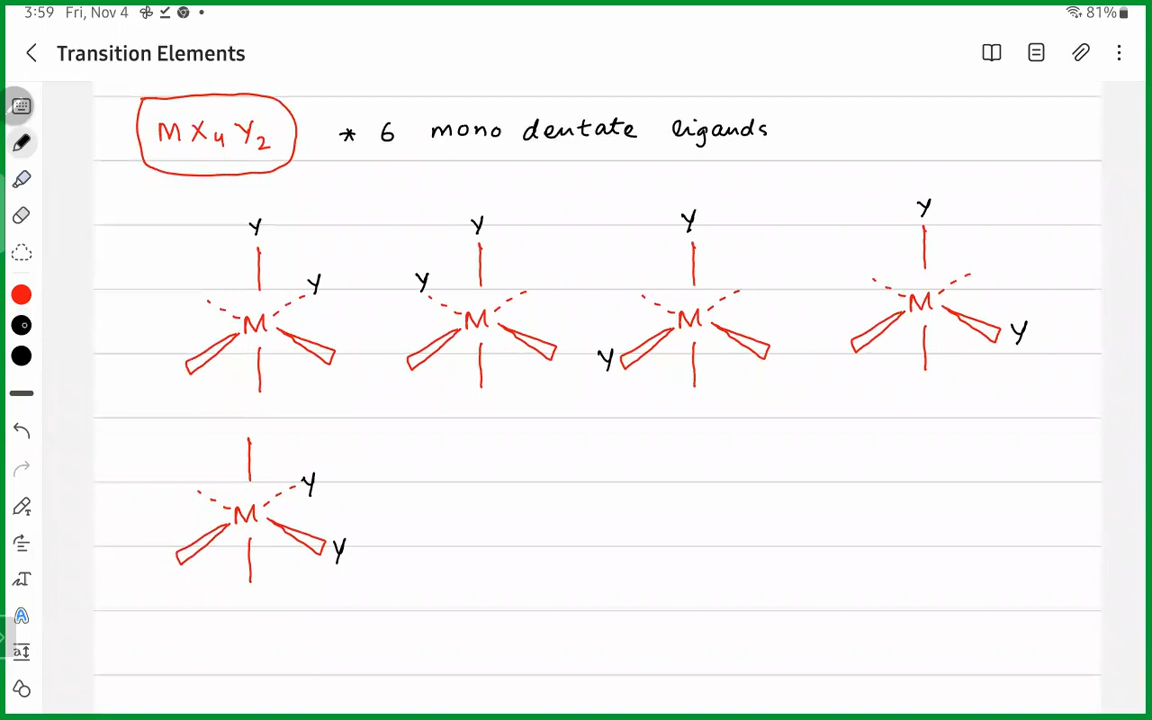 3:59 Fri, Nov 4
81%
Transition Elements
MX4Y2 * 6 mono dentate ligands
Y Y Y Y
Y Y
M M M M
Y Y
Y
M
Y